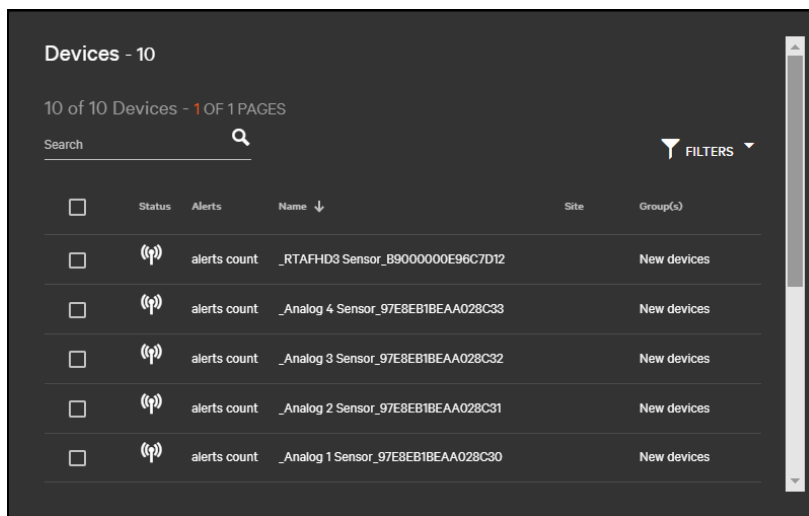 Devices - 10
10 of 10 Devices - 1 OF 1 PAGES
Search
FILTERS
Status Alerts Name Site Group(s)
alerts count _RTAFHD3 Sensor_B9000000E96C7D12 New devices
alerts count _Analog 4 Sensor_97E8EB1BEAA028C33 New devices
alerts count _Analog 3 Sensor_97E8EB1BEAA028C32 New devices
alerts count _Analog 2 Sensor_97E8EB1BEAA028C31 New devices
alerts count _Analog 1 Sensor_97E8EB1BEAA028C30 New devices